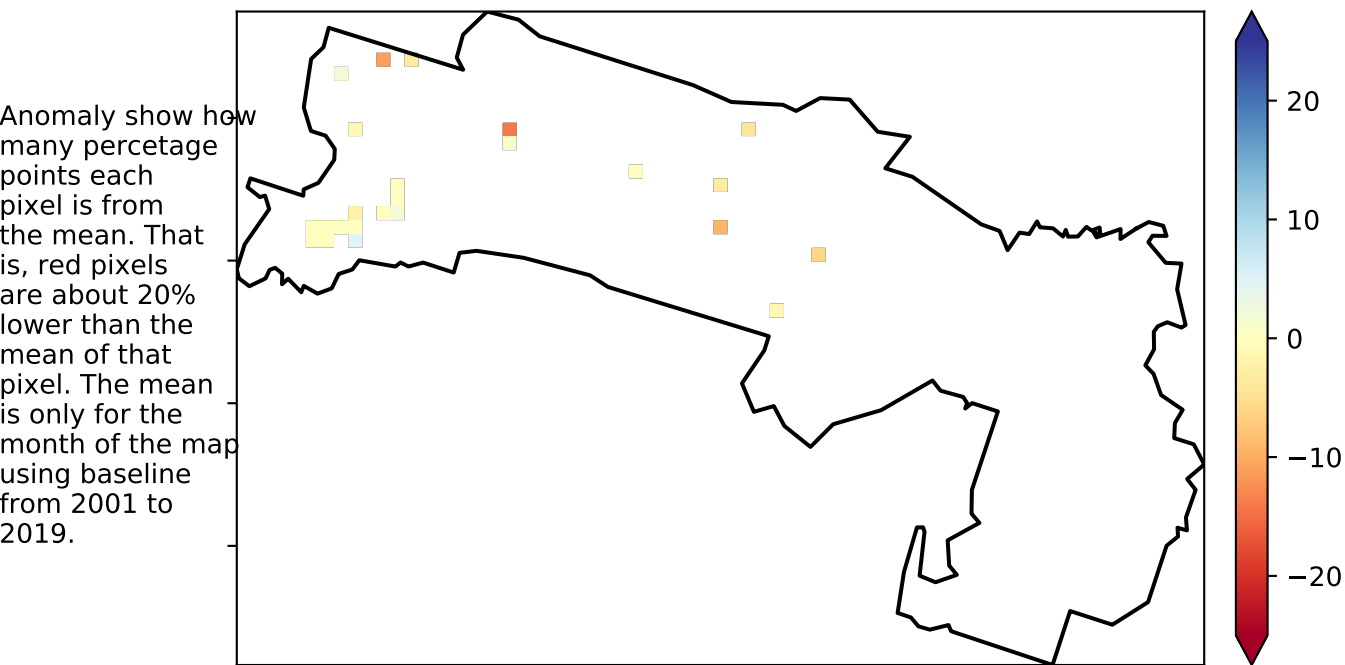 Anomaly show how
many percetage
points each
pixel is from
the mean. That
is, red pixels
are about 20%
lower than the
mean of that
pixel. The mean
is only for the
month of the map
using baseline
from 2001 to
2019.
20
10
0
−10
−20